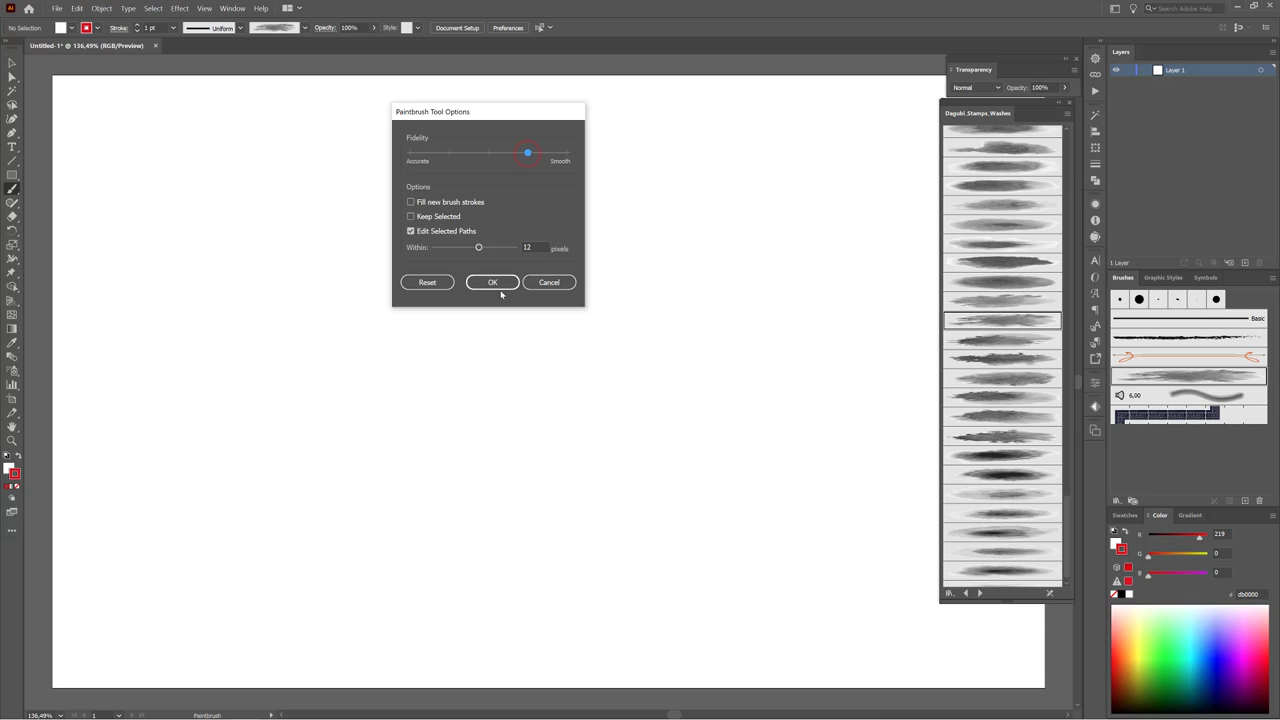 File Edit Object Type Select Effect View Window Help
Search Adobe Help
No Selection Stroke: 1 pt Uniform Opacity: 100% Style: Document Setup Preferences
Untitled-1* @ 136,49% (RGB/Preview)
Layers
Layer 1
Transparency
Normal Opacity: 100%
Dagubi_Stamps_Washes
Paintbrush Tool Options
Fidelity
Accurate Smooth
Options
Fill new brush strokes
Keep Selected
Edit Selected Paths
Within: 12 pixels
Reset OK Cancel
1 Layer
Brushes Graphic Styles Symbols
Basic
6,00
Swatches Color Gradient
R 219
G 0
B 0
# db0000
136,49% 1 Paintbrush